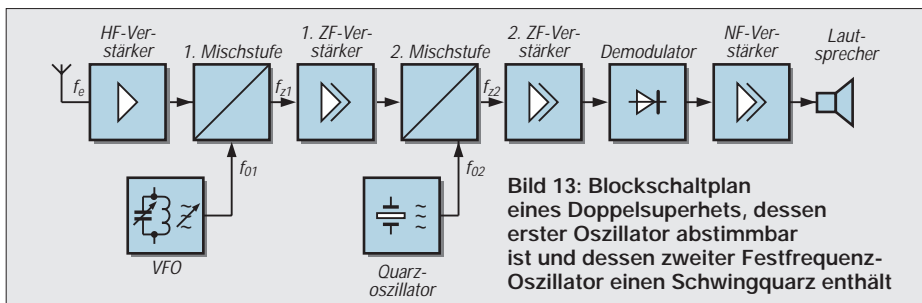 HF-Ver-
stärker
1. Mischstufe
1. ZF-Ver-
stärker
2. Mischstufe
2. ZF-Ver-
stärker
Demodulator
NF-Ver-
stärker
Laut-
sprecher
fe
fz1
fz2
f01
f02
VFO
Quarz-
oszillator
Bild 13: Blockschaltplan
eines Doppelsuperhets, dessen
erster Oszillator abstimmbar
ist und dessen zweiter Festfrequenz-
Oszillator einen Schwingquarz enthält